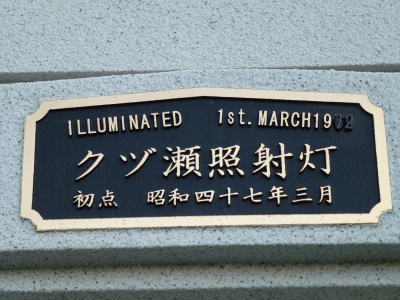 ILLUMINATED 1st. MARCH 1972
クヅ瀬照射灯
初点 昭和四十七年三月